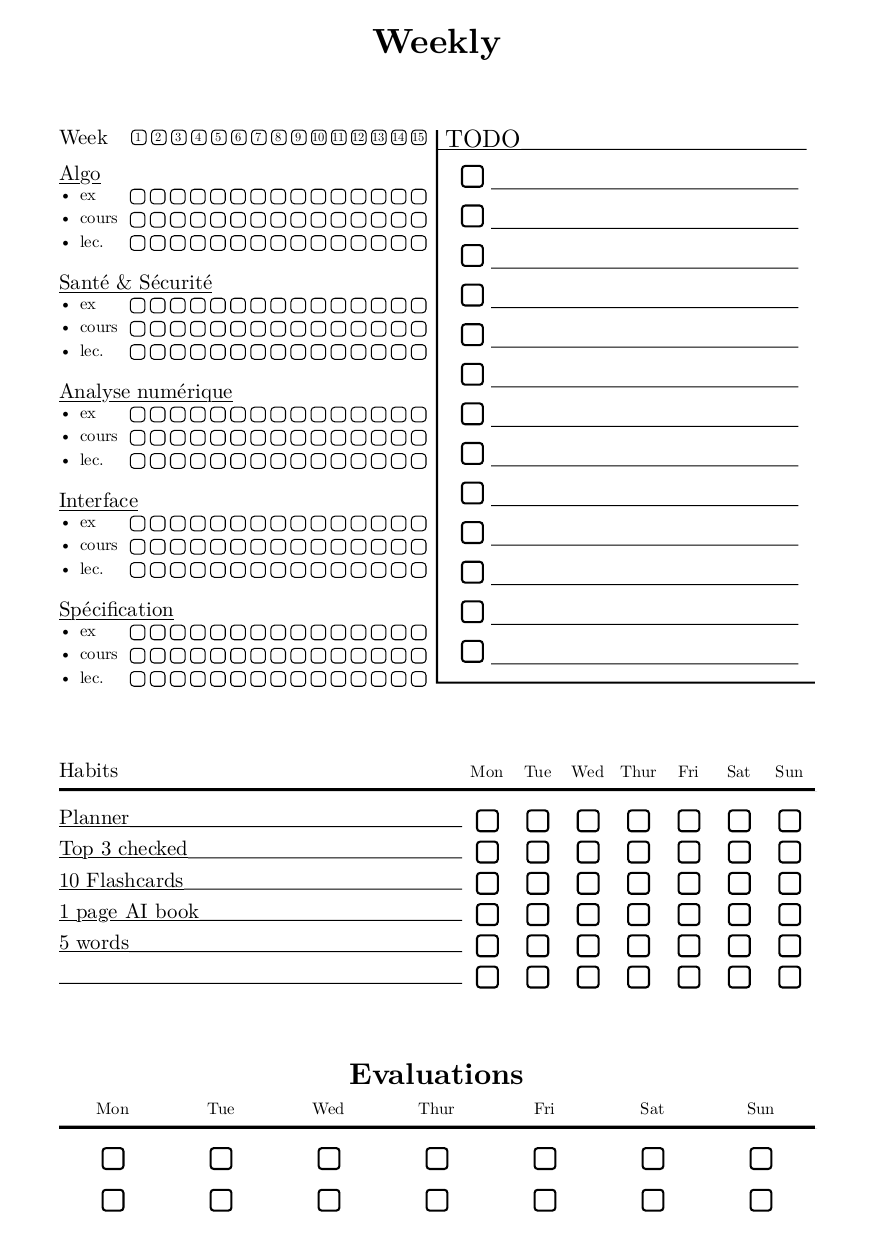 Weekly
Week 1 2 3 4 5 6 7 8 9 10 11 12 13 14 15
Algo
• ex
• cours
• lec.
Santé & Sécurité
• ex
• cours
• lec.
Analyse numérique
• ex
• cours
• lec.
Interface
• ex
• cours
• lec.
Spécification
• ex
• cours
• lec.
TODO
Habits Mon Tue Wed Thur Fri Sat Sun
Planner
Top 3 checked
10 Flashcards
1 page AI book
5 words
Evaluations
Mon Tue Wed Thur Fri Sat Sun